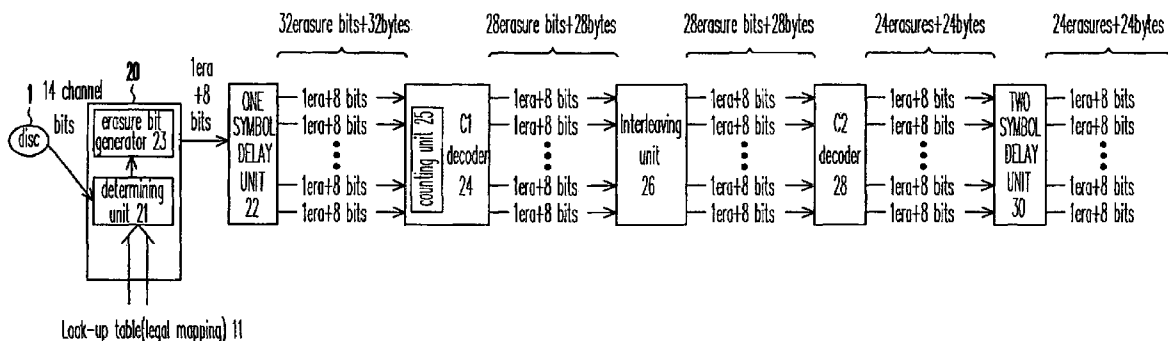 32erasure bits+32bytes
28erasure bits+28bytes
28erasure bits+28bytes
24erasures+24bytes
24erasures+24bytes
1
disc
14 channel
bits
20
erasure bit
generator 23
determining
unit 21
Look-up table(legal mapping) 11
1era
+8
bits
ONE
SYMBOL
DELAY
UNIT
22
1era+8 bits
1era+8 bits
1era+8 bits
1era+8 bits
counting unit 25
C1
decoder
24
1era+8 bits
1era+8 bits
1era+8 bits
1era+8 bits
Interleaving
unit
26
1era+8 bits
1era+8 bits
1era+8 bits
1era+8 bits
C2
decoder
28
1era+8 bits
1era+8 bits
1era+8 bits
1era+8 bits
TWO
SYMBOL
DELAY
UNIT
30
1era+8 bits
1era+8 bits
1era+8 bits
1era+8 bits